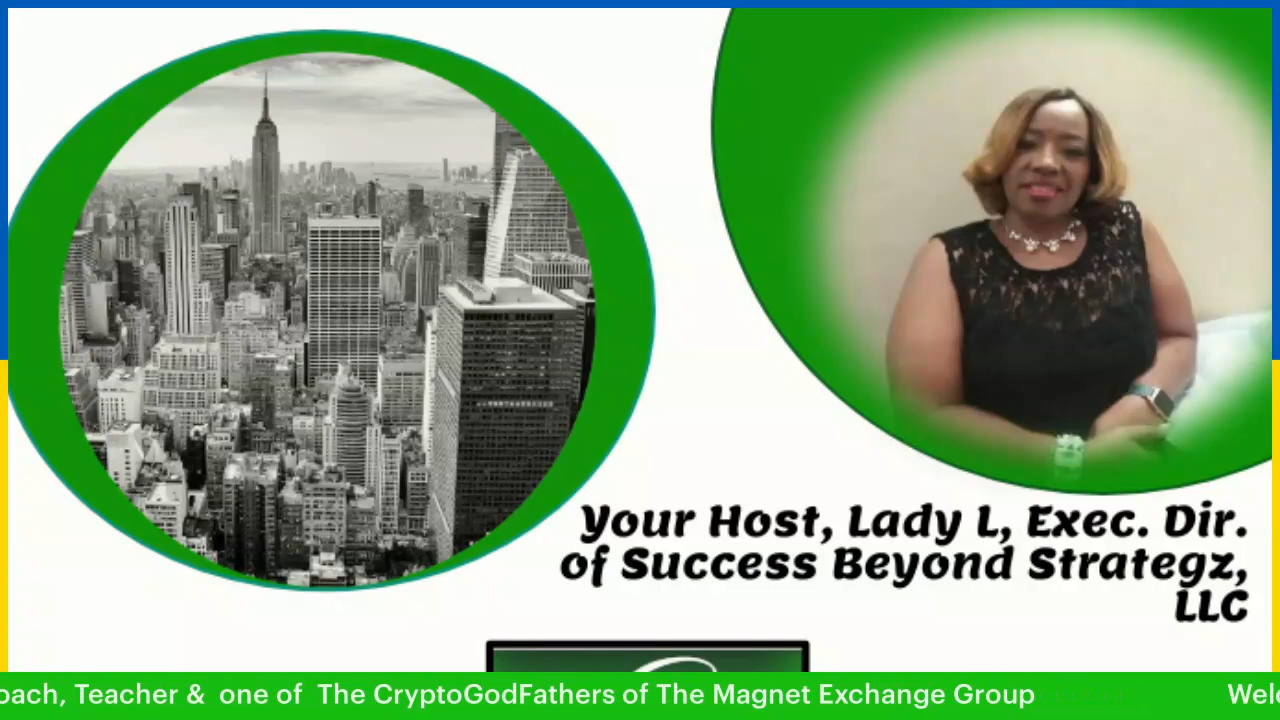 Your Host, Lady L, Exec. Dir.
of Success Beyond Strategz,
LLC
oach, Teacher &  one of  The CryptoGodFathers of The Magnet Exchange Group